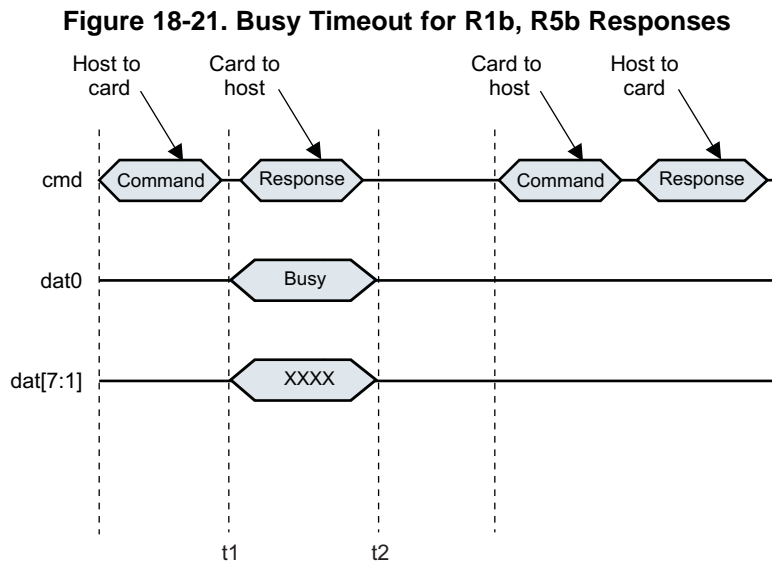 Figure 18-21. Busy Timeout for R1b, R5b Responses
Host to card
Card to host
Card to host
Host to card
cmd
Command
Response
Command
Response
dat0
Busy
dat[7:1]
XXXX
t1
t2